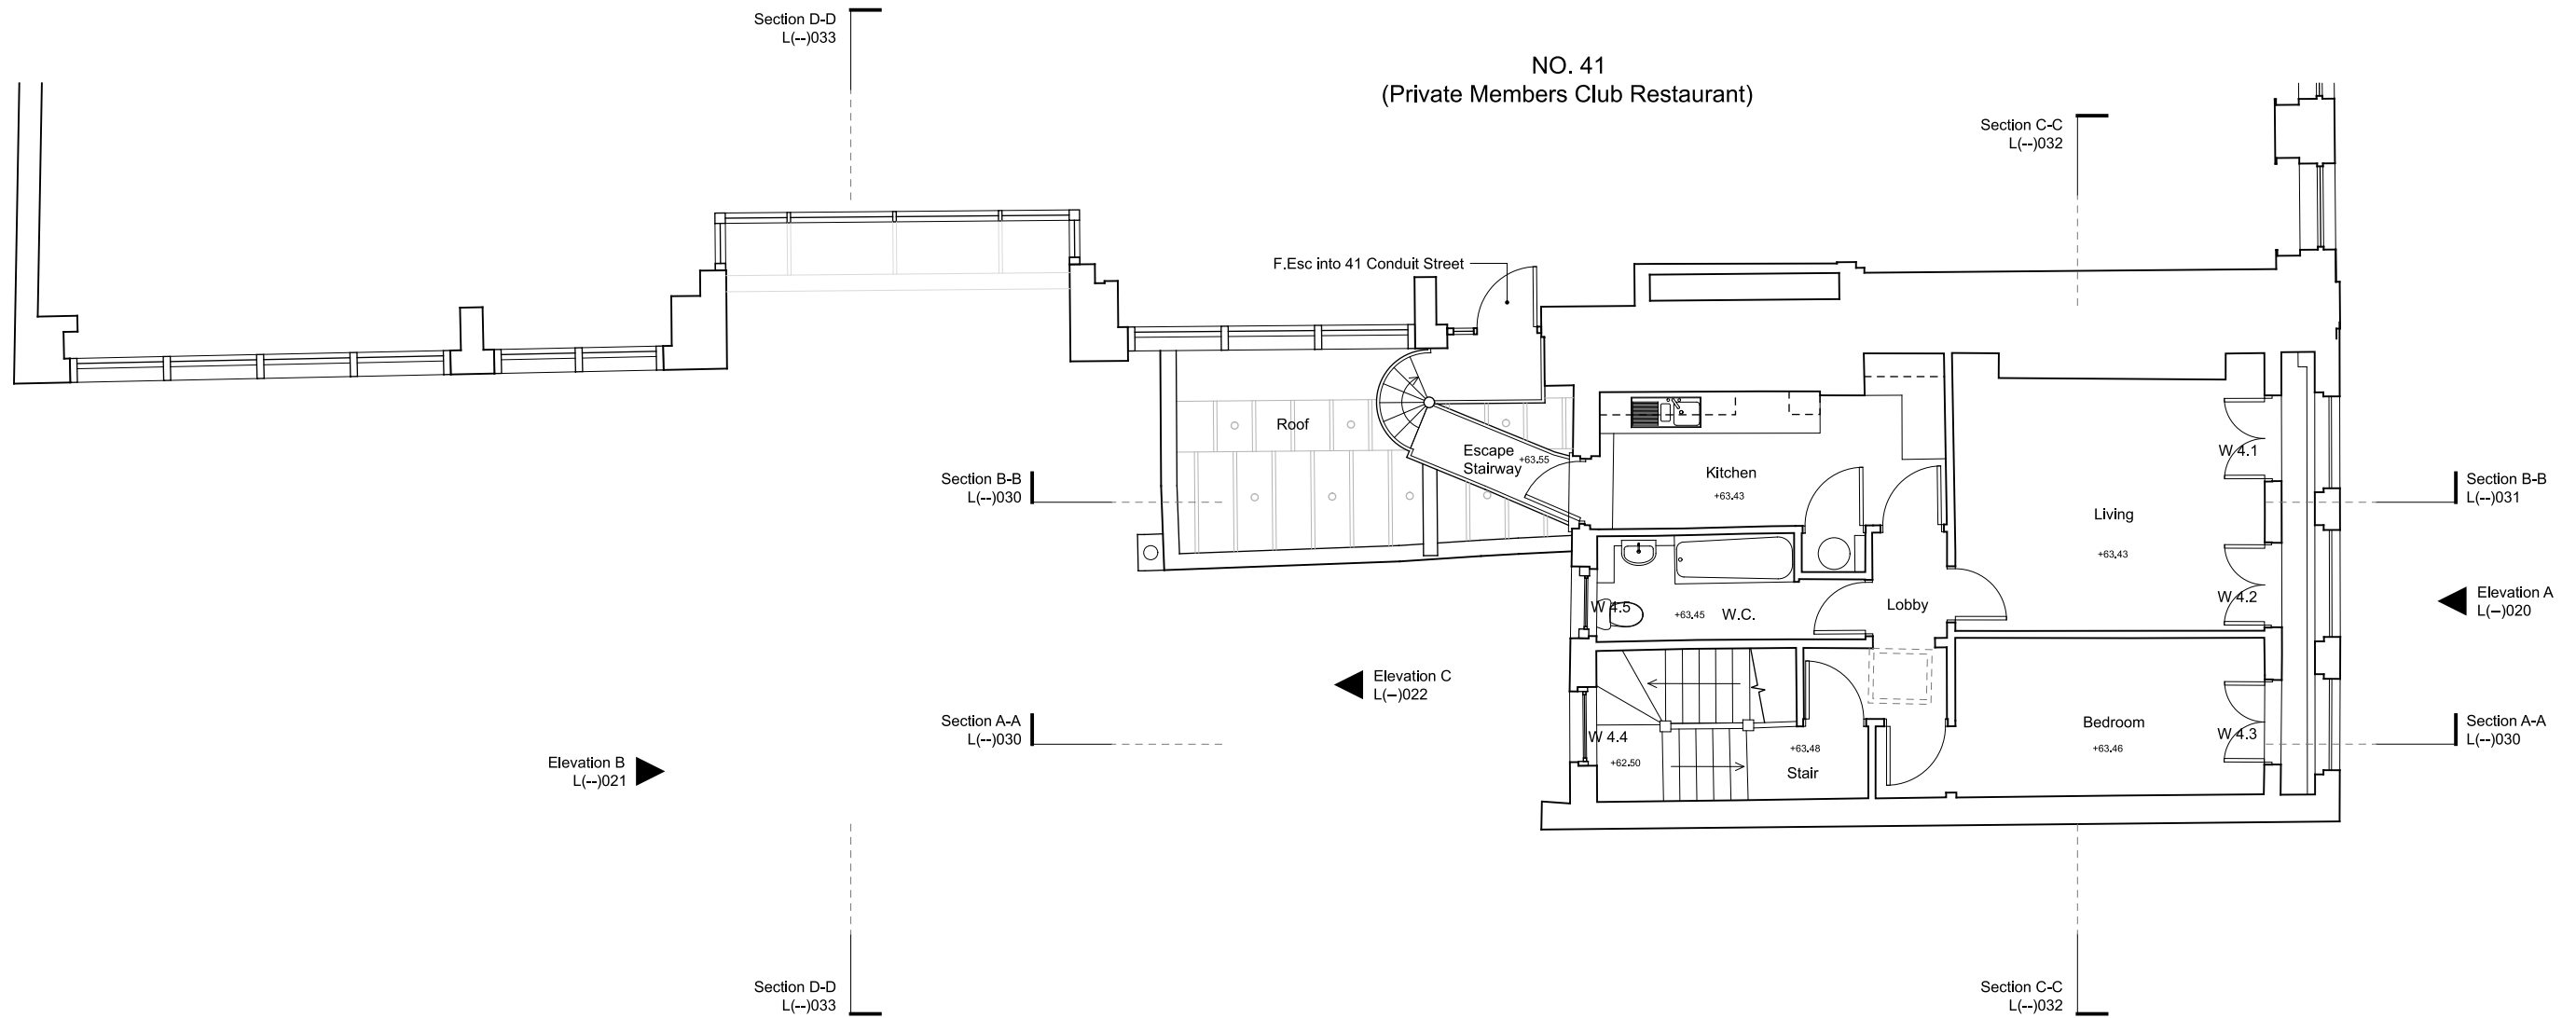 Section D-D
L(--)033
NO. 41
(Private Members Club Restaurant)
Section C-C
L(--)032
F.Esc into 41 Conduit Street
Roof
Escape
Stairway
+63.55
Kitchen
+63.43
W 4.1
Section B-B
L(--)030
Section B-B
L(--)031
Living
+63.43
W 4.5
+63.45
W.C.
Lobby
W 4.2
Elevation A
L(--)020
Elevation C
L(--)022
Section A-A
L(--)030
W 4.4
+62.50
+63.48
Stair
Bedroom
+63.46
W 4.3
Section A-A
L(--)030
Elevation B
L(--)021
Section D-D
L(--)033
Section C-C
L(--)032